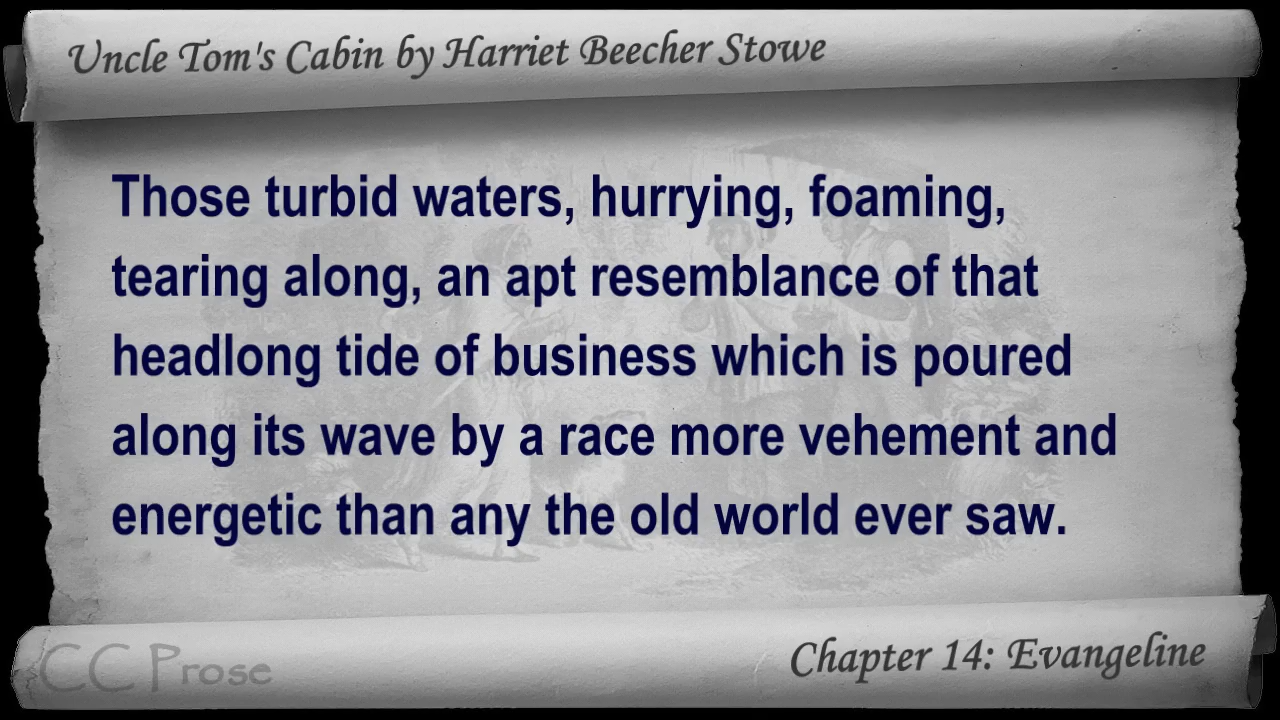 Uncle Tom's Cabin by Harriet Beecher Stowe
Those turbid waters, hurrying, foaming,
tearing along, an apt resemblance of that
headlong tide of business which is poured
along its wave by a race more vehement and
energetic than any the old world ever saw.
CC Prose
Chapter 14: Evangeline